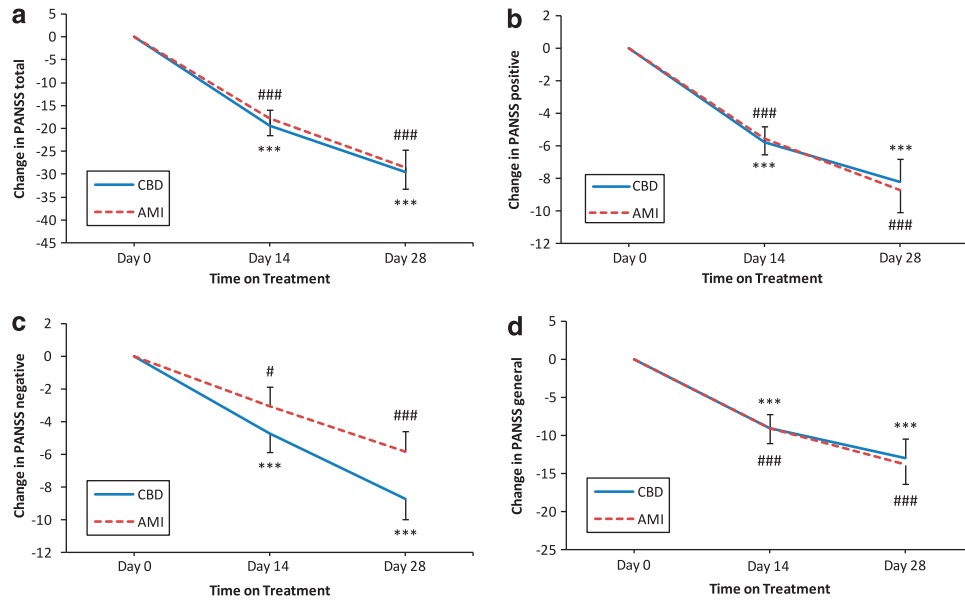 a
5
0
-5
-10
-15
-20
-25
-30
-35
-40
-45
Change in PANSS total
###
***
###
***
CBD
AMI
Day 0
Day 14
Day 28
Time on Treatment
b
2
0
-2
-4
-6
-8
-10
-12
Change in PANSS positive
###
***
***
###
CBD
AMI
Day 0
Day 14
Day 28
Time on Treatment
c
2
0
-2
-4
-6
-8
-10
-12
Change in PANSS negative
#
***
###
***
CBD
AMI
Day 0
Day 14
Day 28
Time on Treatment
d
5
0
-5
-10
-15
-20
-25
Change in PANSS general
***
###
***
###
CBD
AMI
Day 0
Day 14
Day 28
Time on Treatment